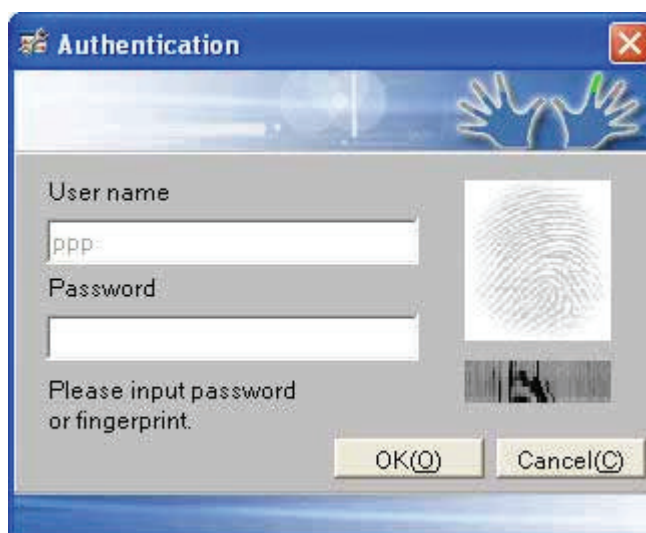 Authentication
User name
ppp
Password
Please input password
or fingerprint.
OK(O)
Cancel(C)